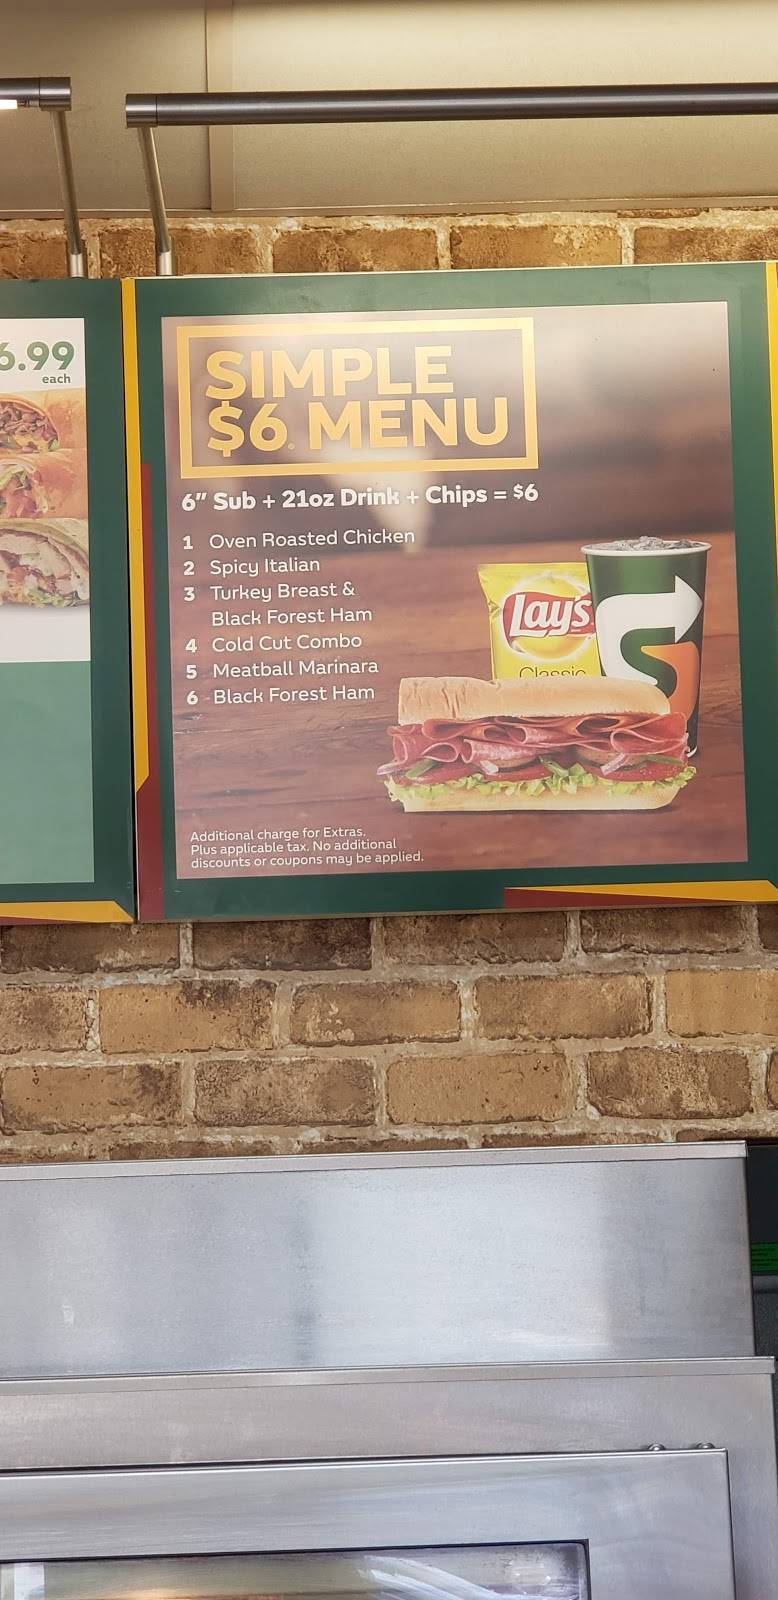 6.99
each
SIMPLE
$6 MENU
6" Sub + 21oz Drink + Chips = $6
1 Oven Roasted Chicken
2 Spicy Italian
3 Turkey Breast &
Black Forest Ham
4 Cold Cut Combo
5 Meatball Marinara
6 Black Forest Ham
Lay's
Classic
Additional charge for Extras.
Plus applicable tax. No additional
discounts or coupons may be applied.